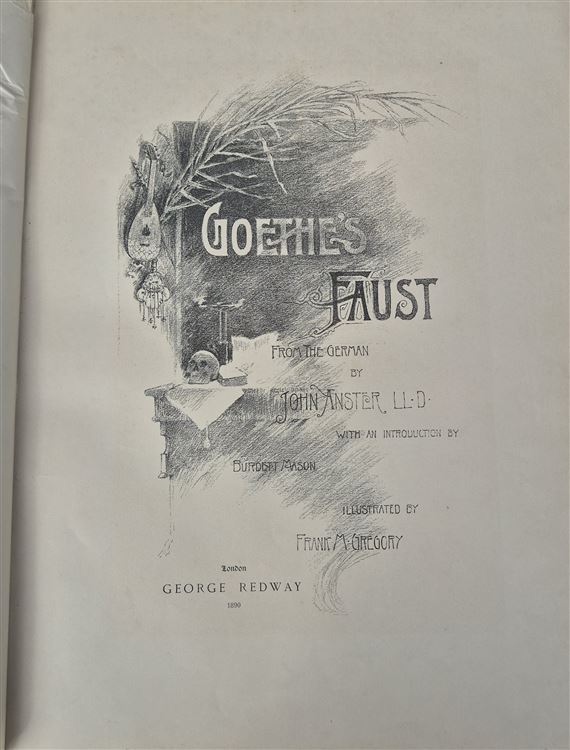 GOETHE'S
FAUST
FROM THE GERMAN
BY
JOHN ANSTER, LL.D.
WITH AN INTRODUCTION BY
BURDETT MASON
ILLUSTRATED BY
FRANK M. GREGORY
London
GEORGE REDWAY
1890